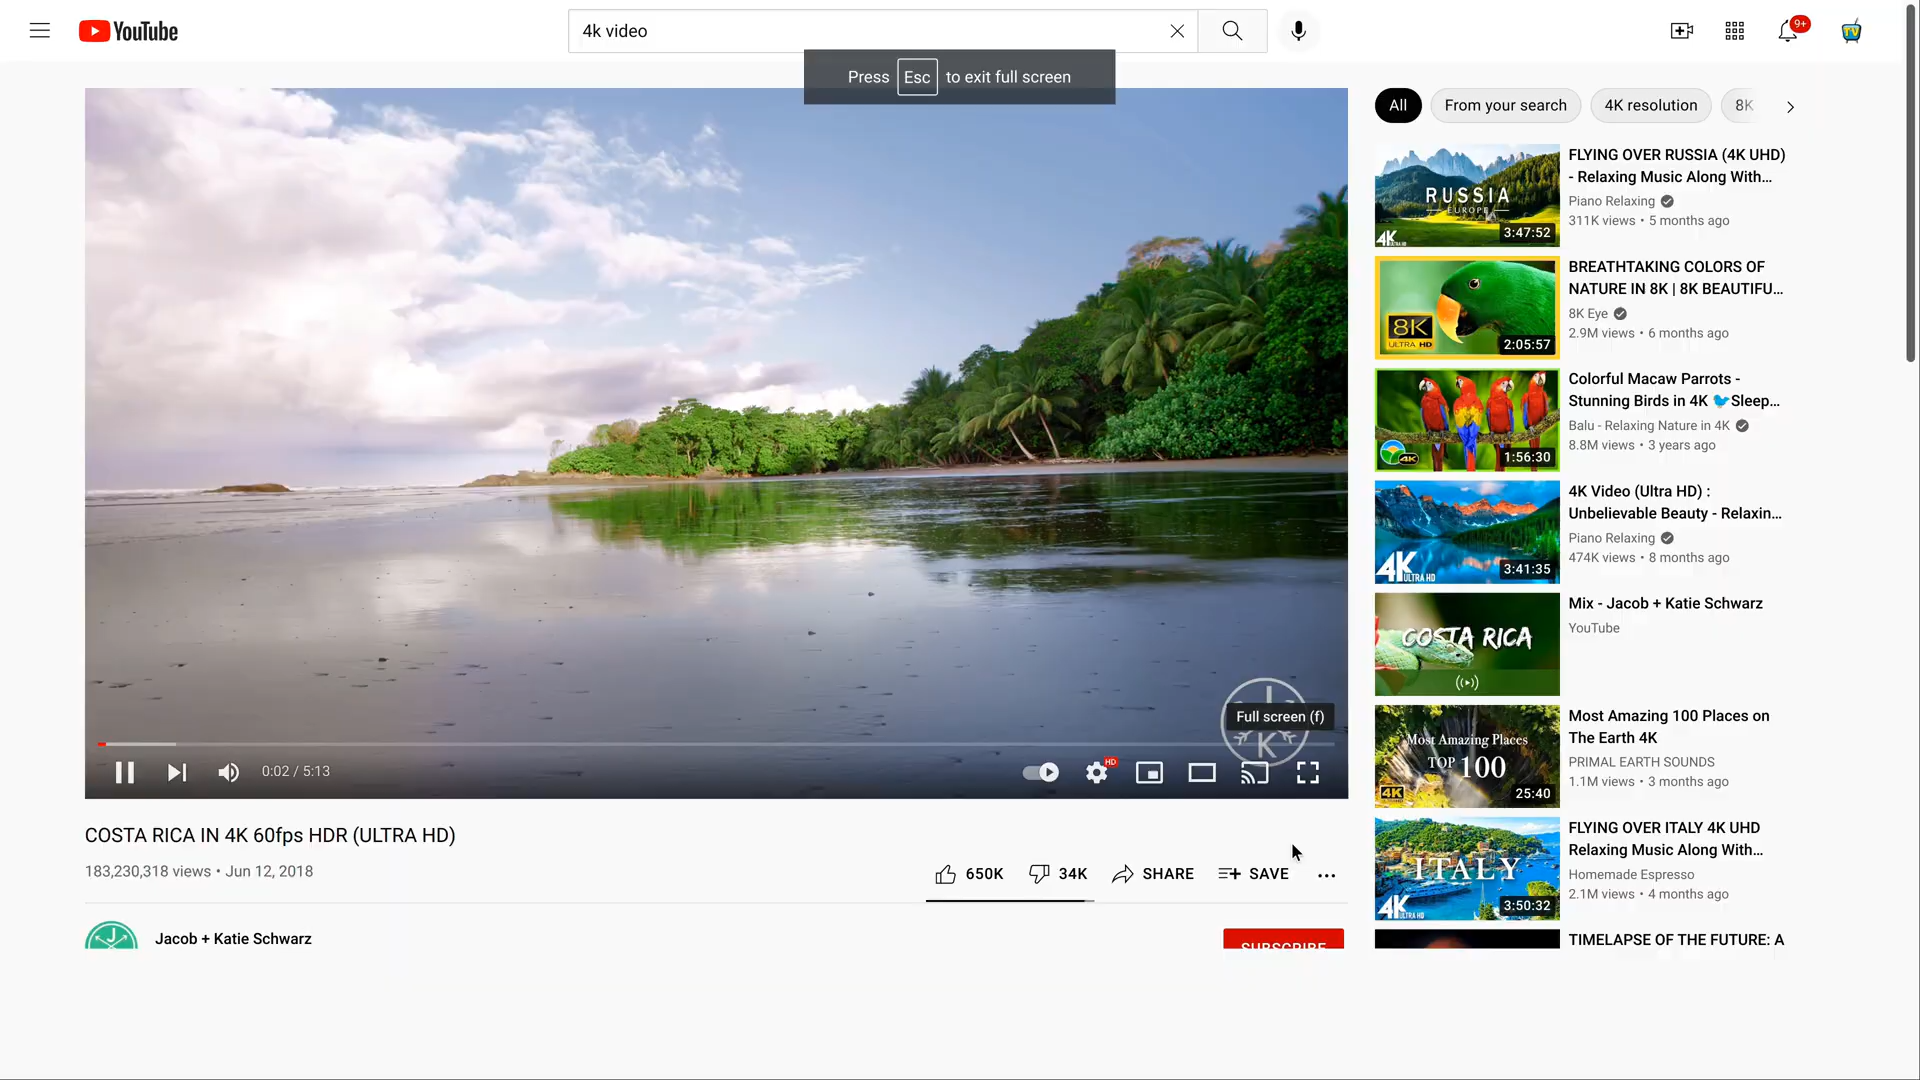 YouTube
4k video
9+
Press Esc to exit full screen
All
From your search
4K resolution
8K
RUSSIA
EUROPE
4K
3:47:52
FLYING OVER RUSSIA (4K UHD)
- Relaxing Music Along With...
Piano Relaxing
311K views • 5 months ago
8K
ULTRA HD
2:05:57
BREATHTAKING COLORS OF
NATURE IN 8K | 8K BEAUTIFU...
8K Eye
2.9M views • 6 months ago
4K
1:56:30
Colorful Macaw Parrots -
Stunning Birds in 4K 🐦Sleep...
Balu - Relaxing Nature in 4K
8.8M views • 3 years ago
4K ULTRA HD
3:41:35
4K Video (Ultra HD) :
Unbelievable Beauty - Relaxin...
Piano Relaxing
474K views • 8 months ago
COSTA RICA
Mix - Jacob + Katie Schwarz
YouTube
Most Amazing Places
TOP 100
4K
25:40
Most Amazing 100 Places on
The Earth 4K
PRIMAL EARTH SOUNDS
1.1M views • 3 months ago
ITALY
4K ULTRA HD
3:50:32
FLYING OVER ITALY 4K UHD
Relaxing Music Along With...
Homemade Espresso
2.1M views • 4 months ago
TIMELAPSE OF THE FUTURE: A
J
K
Full screen (f)
0:02 / 5:13
HD
COSTA RICA IN 4K 60fps HDR (ULTRA HD)
183,230,318 views • Jun 12, 2018
650K
34K
SHARE
SAVE
J
Jacob + Katie Schwarz
SUBSCRIBE